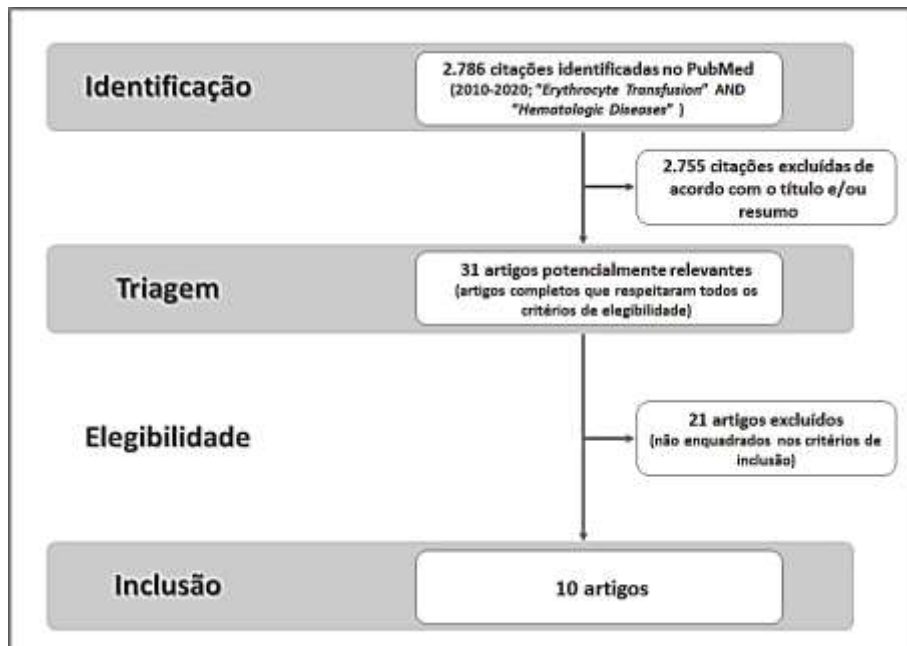 Identificação
2.786 citações identificadas no PubMed
(2010-2020; "Erythrocyte Transfusion" AND
"Hematologic Diseases" )
2.755 citações excluídas de
acordo com o título e/ou
resumo
Triagem
31 artigos potencialmente relevantes
(artigos completos que respeitaram todos os
critérios de elegibilidade)
Elegibilidade
21 artigos excluídos
(não enquadrados nos critérios de
inclusão)
Inclusão
10 artigos